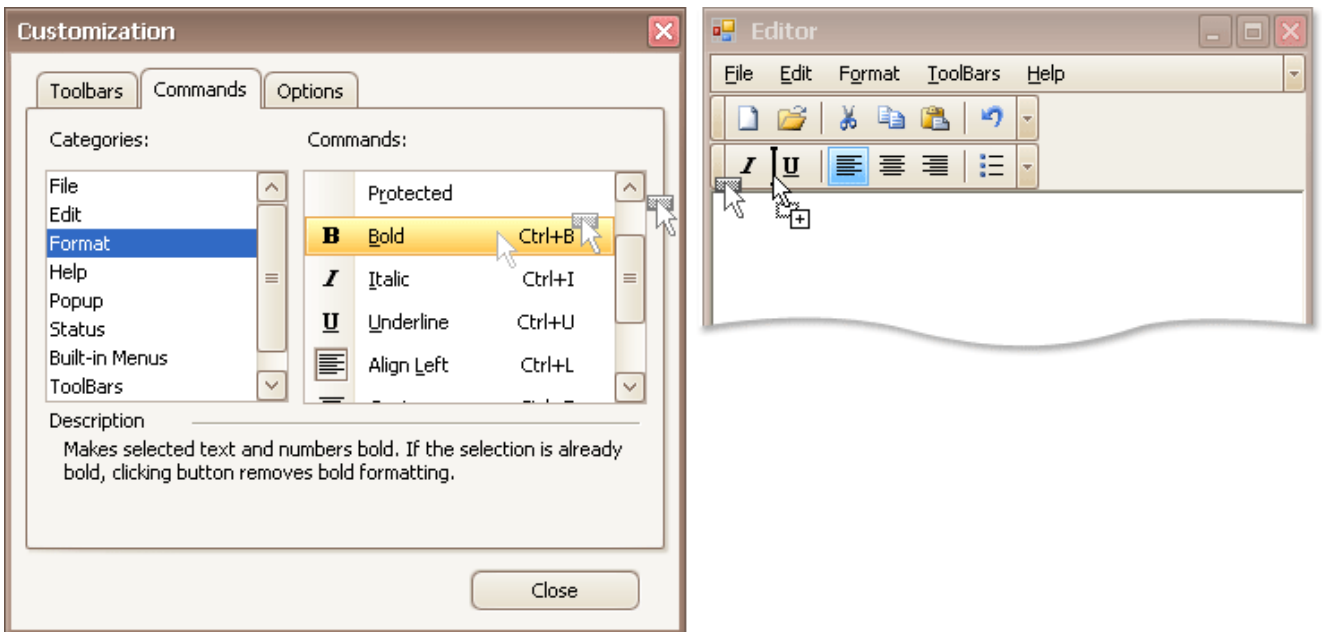 Customization
Toolbars Commands Options
Categories: Commands:
File
Edit
Format
Help
Popup
Status
Built-in Menus
ToolBars
Protected
B Bold Ctrl+B
I Italic Ctrl+I
U Underline Ctrl+U
Align Left Ctrl+L
Description
Makes selected text and numbers bold. If the selection is already
bold, clicking button removes bold formatting.
Close
Editor
File Edit Format ToolBars Help
I U